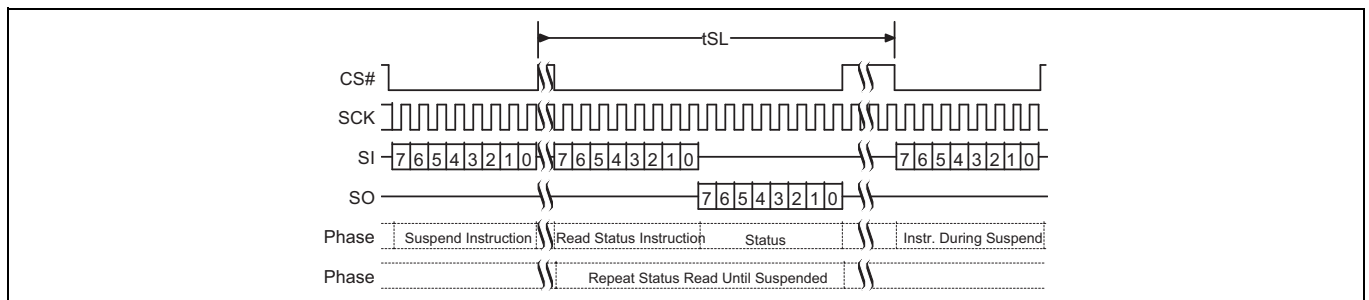 tSL
CS#
SCK
SI 7 6 5 4 3 2 1 0 7 6 5 4 3 2 1 0 7 6 5 4 3 2 1 0
SO 7 6 5 4 3 2 1 0
Phase Suspend Instruction Read Status Instruction Status Instr. During Suspend
Phase Repeat Status Read Until Suspended